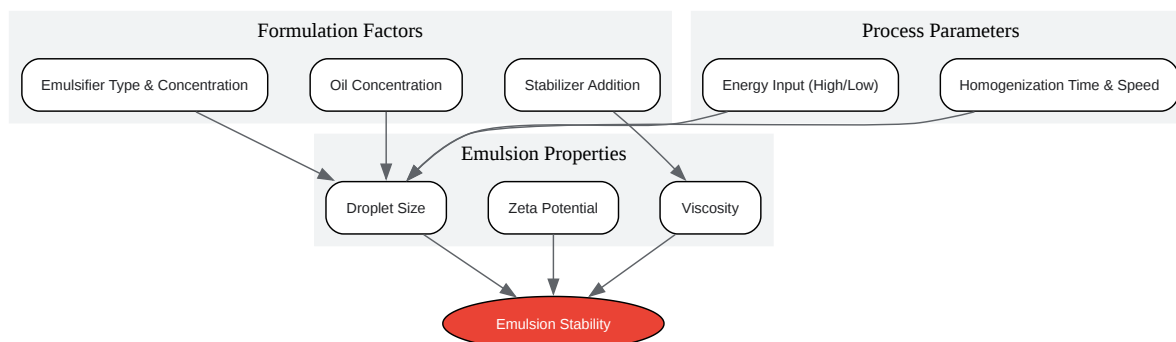 Formulation Factors
Process Parameters
Emulsifier Type & Concentration
Oil Concentration
Stabilizer Addition
Energy Input (High/Low)
Homogenization Time & Speed
Emulsion Properties
Droplet Size
Zeta Potential
Viscosity
Emulsion Stability